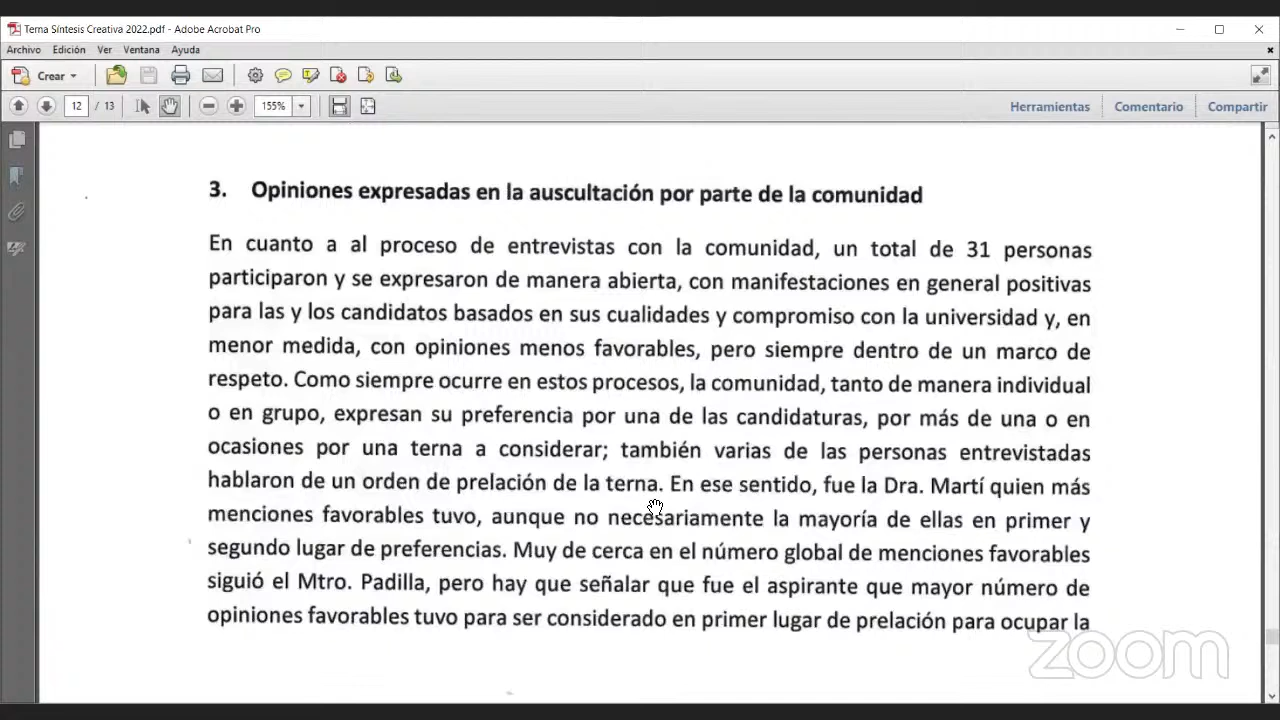 Tema Síntesis Creativa 2022.pdf - Adobe Acrobat Pro
Archivo Edición Ver Ventana Ayuda
Crear
12 / 13 155% Herramientas Comentario Compartir
3. Opiniones expresadas en la auscultación por parte de la comunidad
En cuanto a al proceso de entrevistas con la comunidad, un total de 31 personas
participaron y se expresaron de manera abierta, con manifestaciones en general positivas
para las y los candidatos basados en sus cualidades y compromiso con la universidad y, en
menor medida, con opiniones menos favorables, pero siempre dentro de un marco de
respeto. Como siempre ocurre en estos procesos, la comunidad, tanto de manera individual
o en grupo, expresan su preferencia por una de las candidaturas, por más de una o en
ocasiones por una terna a considerar; también varias de las personas entrevistadas
hablaron de un orden de prelación de la terna. En ese sentido, fue la Dra. Martí quien más
menciones favorables tuvo, aunque no necesariamente la mayoría de ellas en primer y
segundo lugar de preferencias. Muy de cerca en el número global de menciones favorables
siguió el Mtro. Padilla, pero hay que señalar que fue el aspirante que mayor número de
opiniones favorables tuvo para ser considerado en primer lugar de prelación para ocupar la
zoom